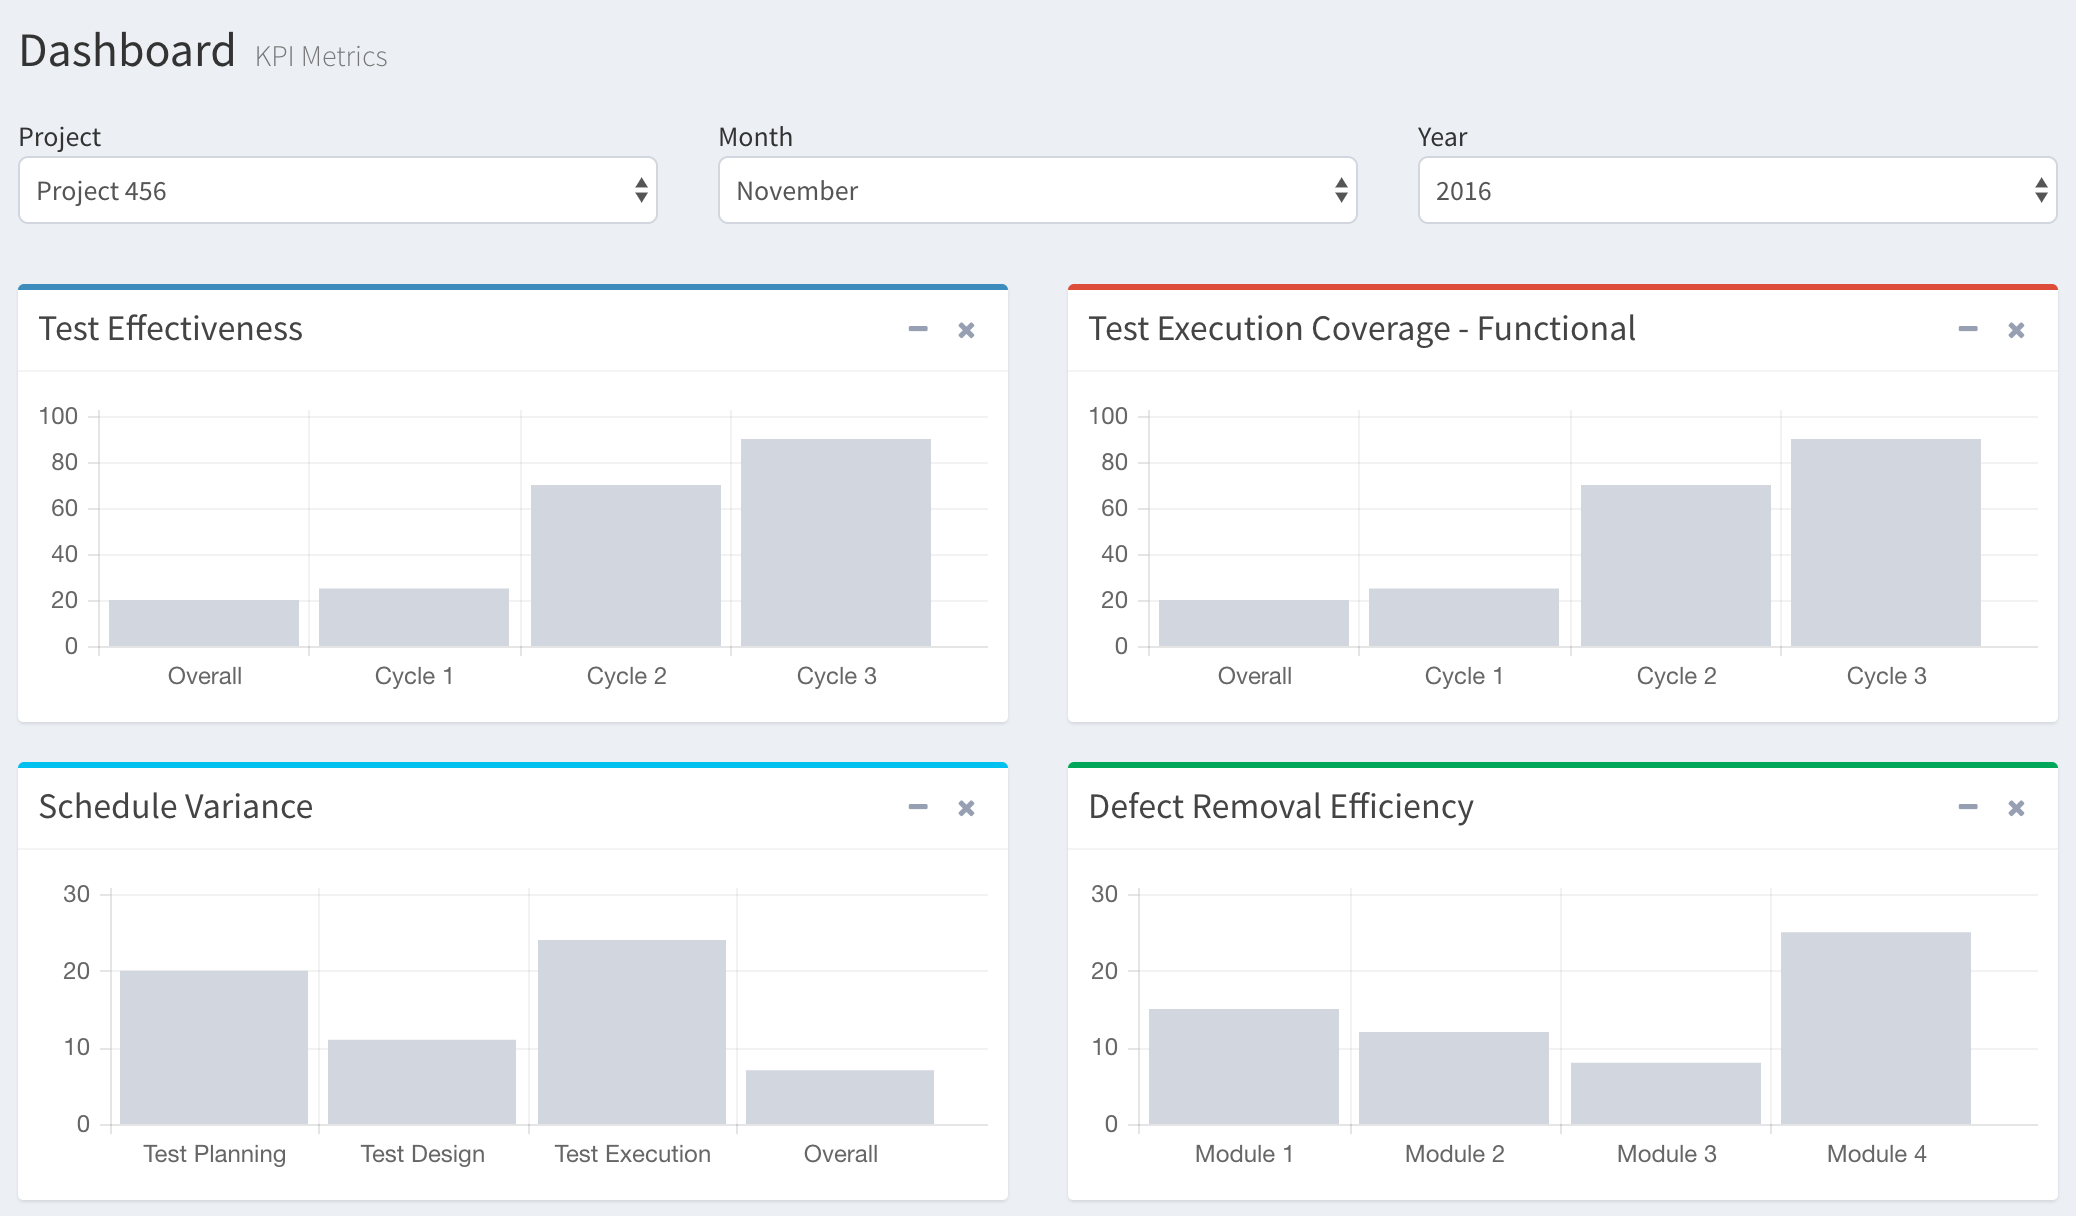 Dashboard KPI Metrics
Project
Month
Year
Project 456
November
2016
Test Effectiveness
100
80
60
40
20
0
Overall
Cycle 1
Cycle 2
Cycle 3
Test Execution Coverage - Functional
100
80
60
40
20
0
Overall
Cycle 1
Cycle 2
Cycle 3
Schedule Variance
30
20
10
0
Test Planning
Test Design
Test Execution
Overall
Defect Removal Efficiency
30
20
10
0
Module 1
Module 2
Module 3
Module 4